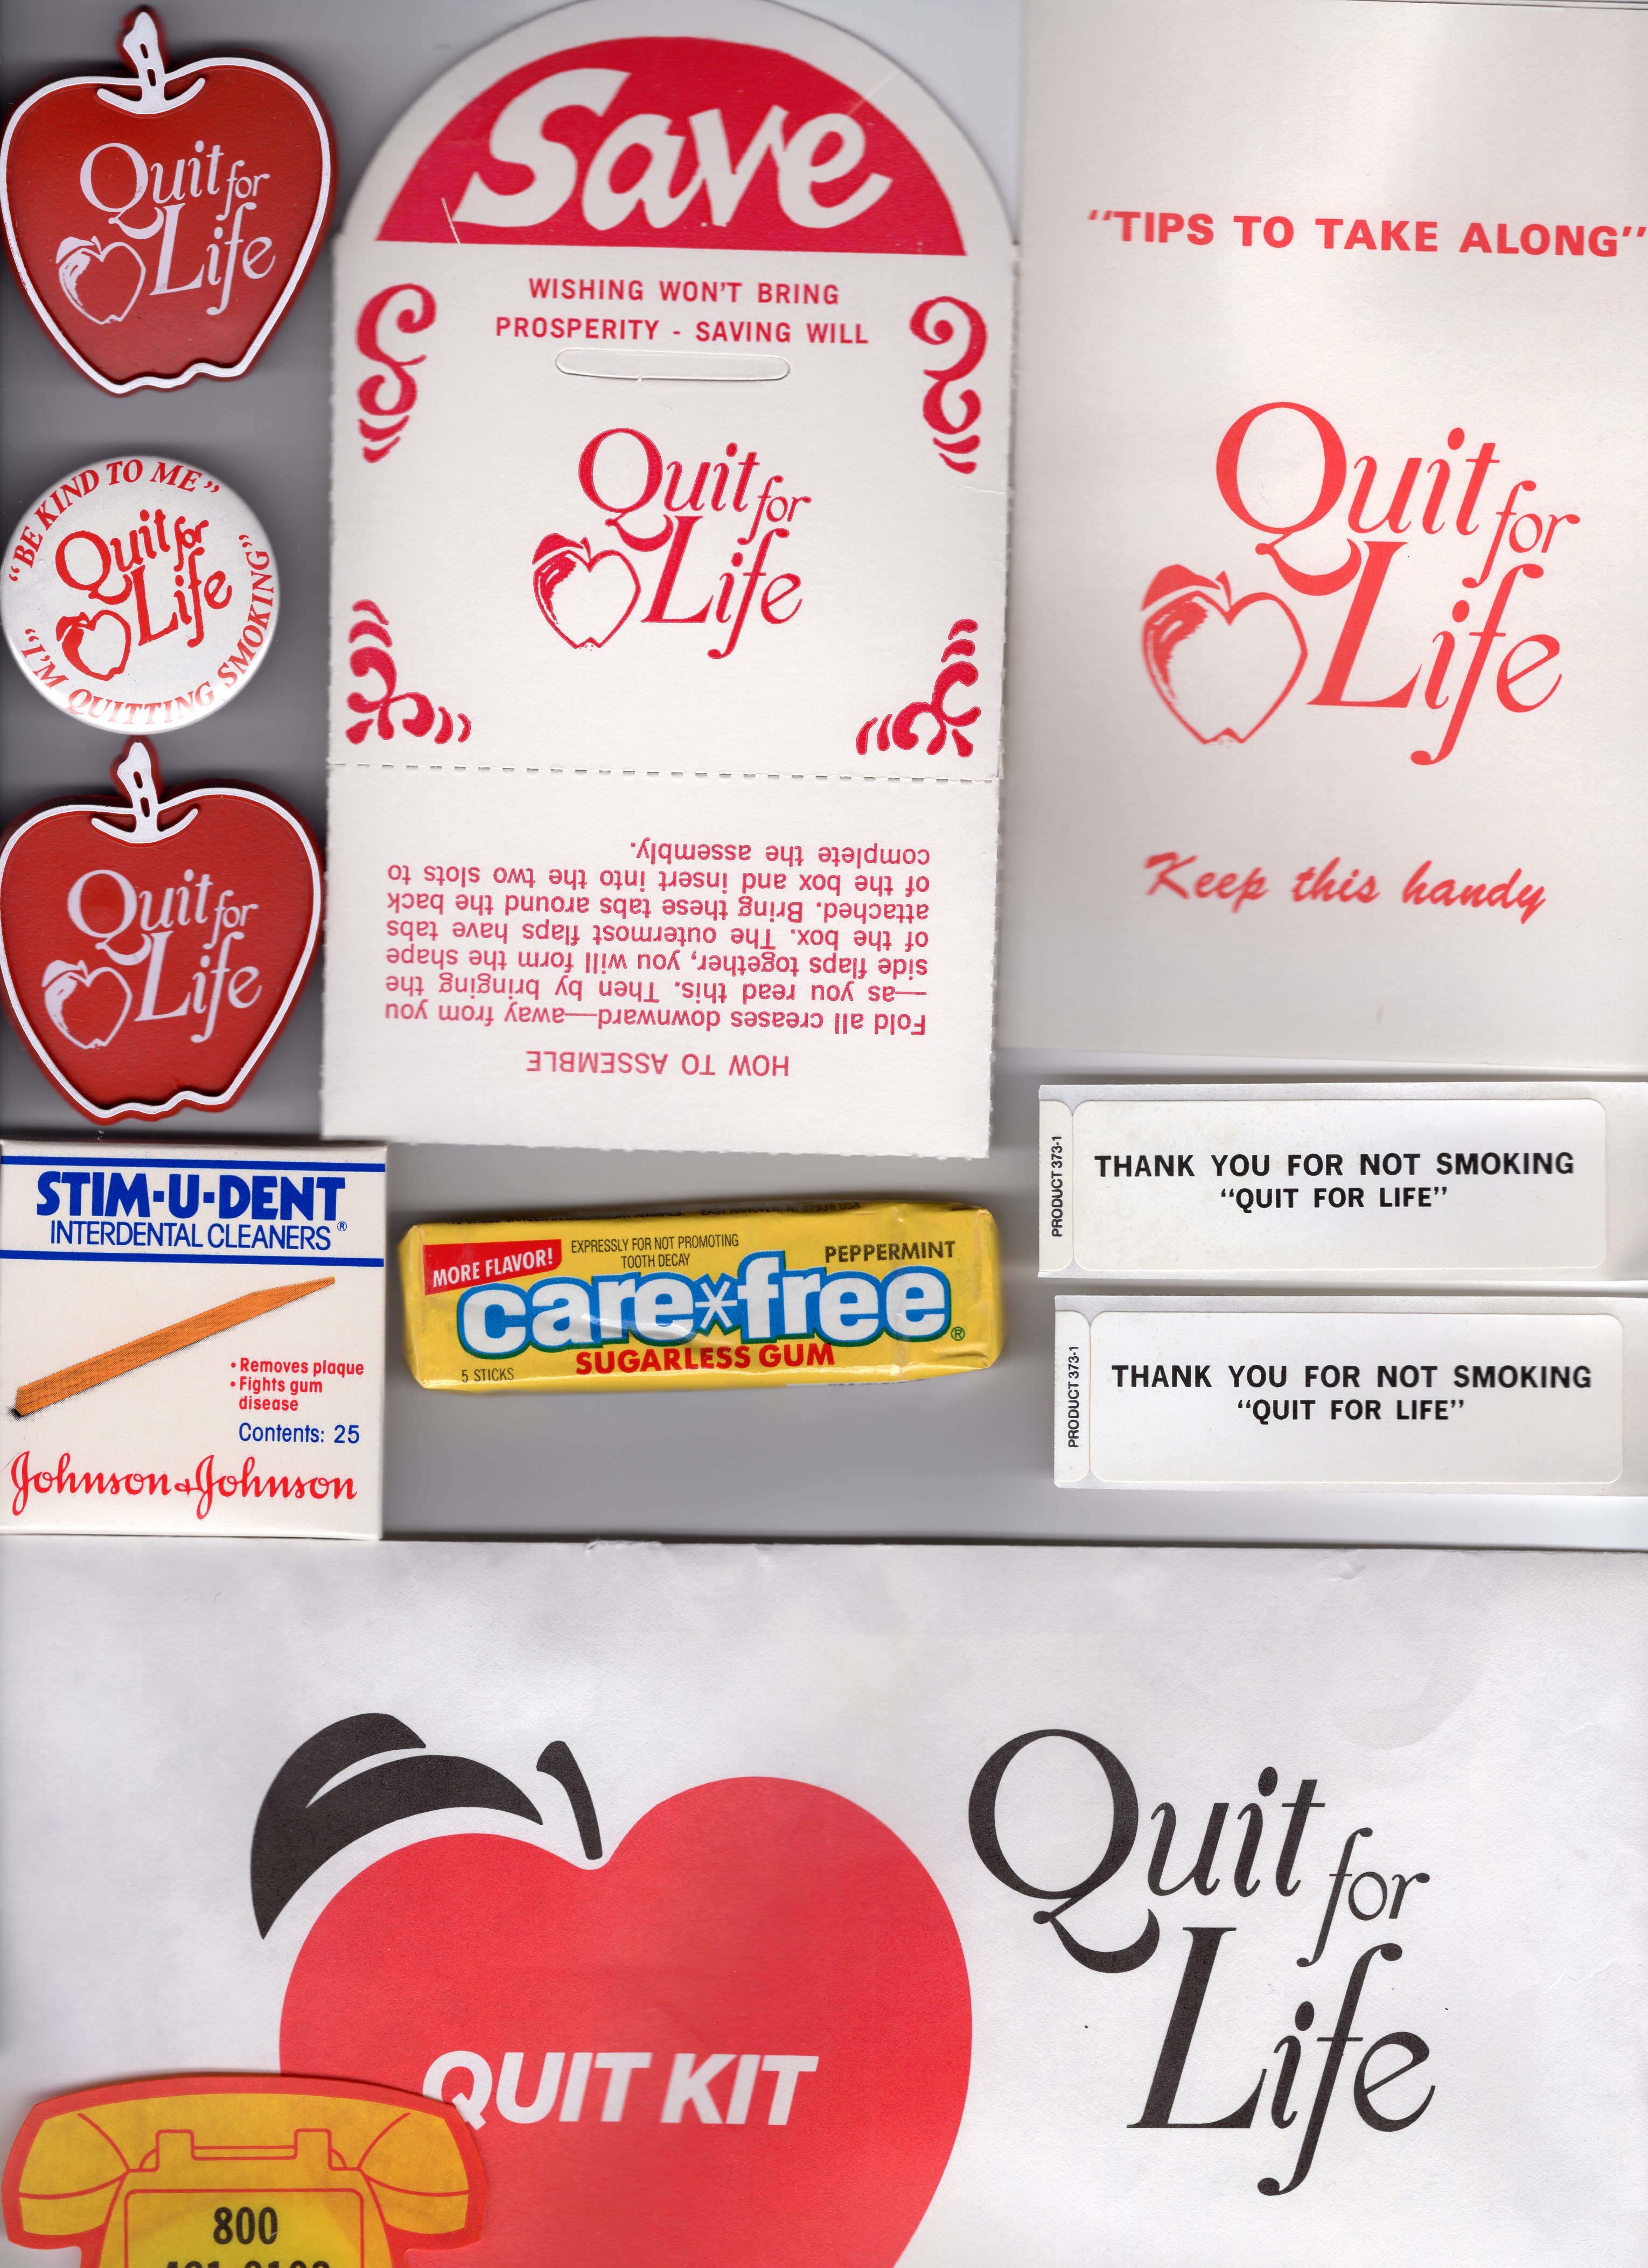 Quit for
Life
Save
WISHING WON'T BRING
PROSPERITY - SAVING WILL
Quit for
Life
HOW TO ASSEMBLE
Fold all creases downward—away from you
—as you read this. Then by bringing the
side flaps together, you will form the shape
of the box. The outermost flaps have tabs
attached. Bring these tabs around the back
of the box and insert into the two slots to
complete the assembly.
"TIPS TO TAKE ALONG"
Quit for
Life
Keep this handy
"BE KIND TO ME"
Quit for
Life
"I'M QUITTING SMOKING"
Quit for
Life
STIM-U-DENT
INTERDENTAL CLEANERS®
• Removes plaque
• Fights gum
disease
Contents: 25
Johnson & Johnson
EAST HANOVER, 07936 USA
MORE FLAVOR!
EXPRESSLY FOR NOT PROMOTING
TOOTH DECAY
PEPPERMINT
care*free®
SUGARLESS GUM
5 STICKS
PRODUCT 373-1
THANK YOU FOR NOT SMOKING
"QUIT FOR LIFE"
PRODUCT 373-1
THANK YOU FOR NOT SMOKING
"QUIT FOR LIFE"
Quit for
Life
QUIT KIT
800